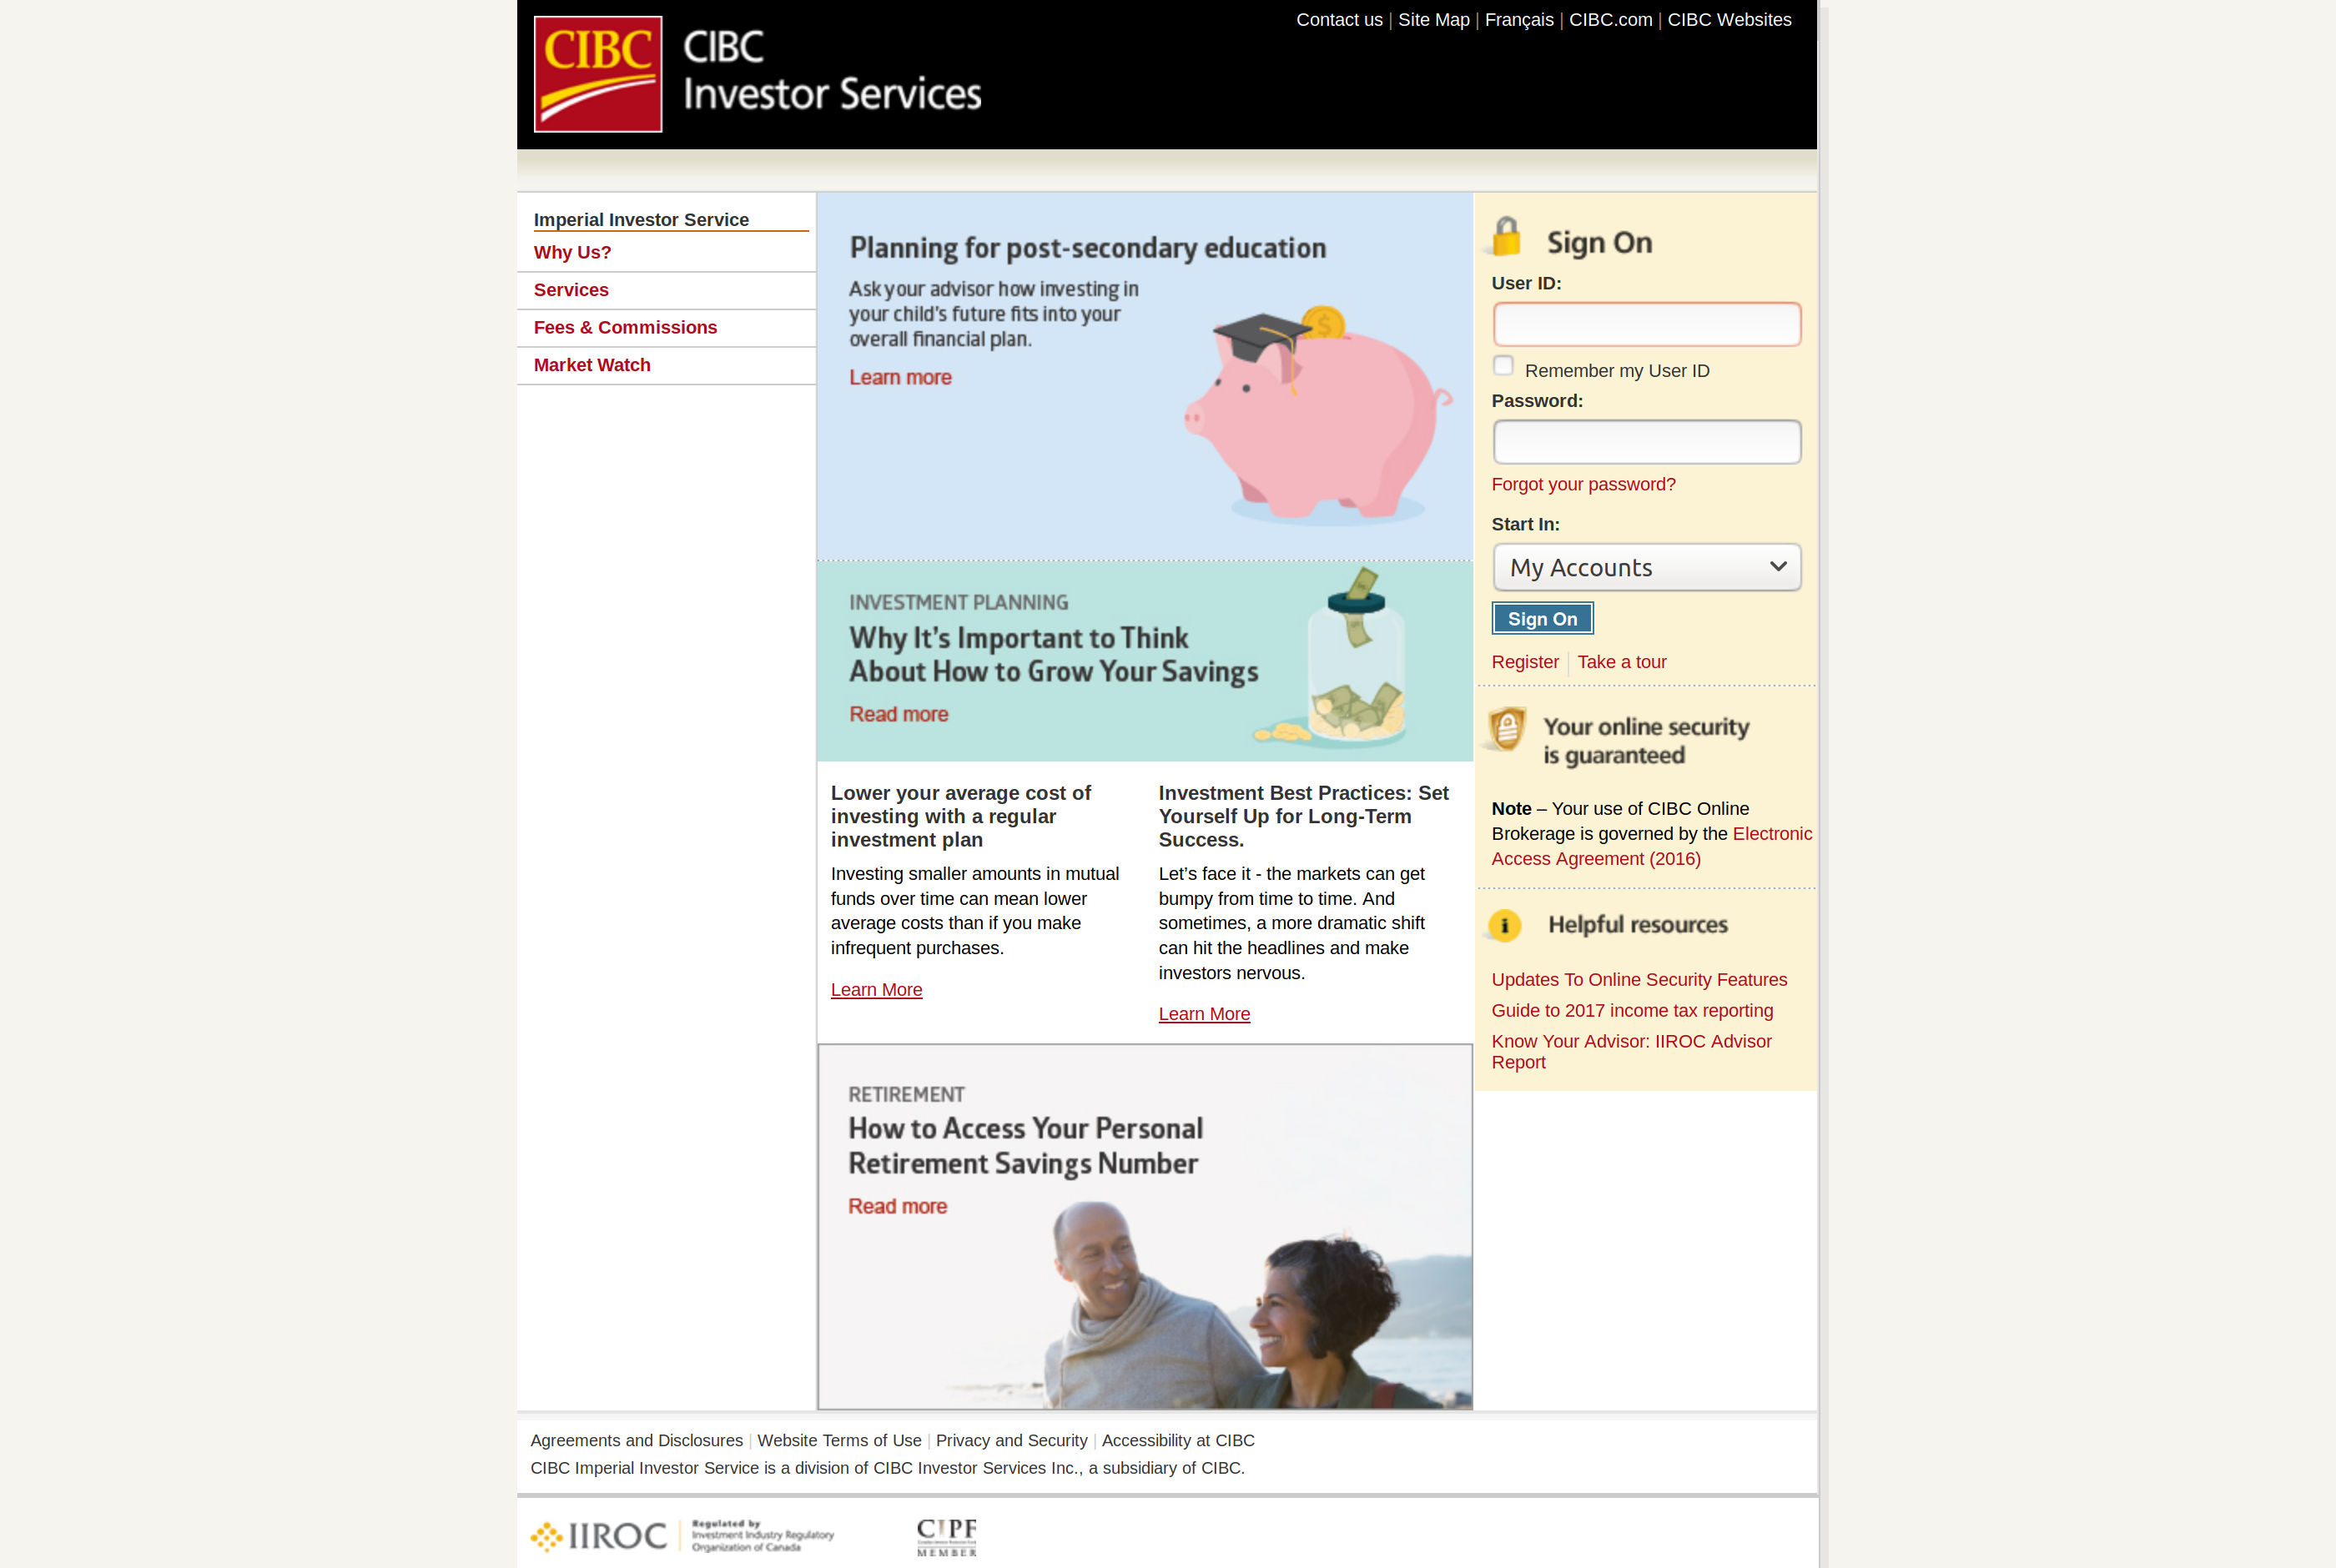 CIBC
CIBC
Investor Services
Contact us | Site Map | Français | CIBC.com | CIBC Websites
Imperial Investor Service
Why Us?
Services
Fees & Commissions
Market Watch
Planning for post-secondary education
Ask your advisor how investing in
your child's future fits into your
overall financial plan.
Learn more
INVESTMENT PLANNING
Why It's Important to Think
About How to Grow Your Savings
Read more
Lower your average cost of
investing with a regular
investment plan
Investing smaller amounts in mutual
funds over time can mean lower
average costs than if you make
infrequent purchases.
Learn More
Investment Best Practices: Set
Yourself Up for Long-Term
Success.
Let’s face it - the markets can get
bumpy from time to time. And
sometimes, a more dramatic shift
can hit the headlines and make
investors nervous.
Learn More
RETIREMENT
How to Access Your Personal
Retirement Savings Number
Read more
Sign On
User ID:
Remember my User ID
Password:
Forgot your password?
Start In:
My Accounts
Sign On
Register | Take a tour
Your online security
is guaranteed
Note – Your use of CIBC Online
Brokerage is governed by the Electronic
Access Agreement (2016)
Helpful resources
Updates To Online Security Features
Guide to 2017 income tax reporting
Know Your Advisor: IIROC Advisor
Report
Agreements and Disclosures | Website Terms of Use | Privacy and Security | Accessibility at CIBC
CIBC Imperial Investor Service is a division of CIBC Investor Services Inc., a subsidiary of CIBC.
IIROC
Regulated by
Investment Industry Regulatory
Organization of Canada
CIPF
MEMBER